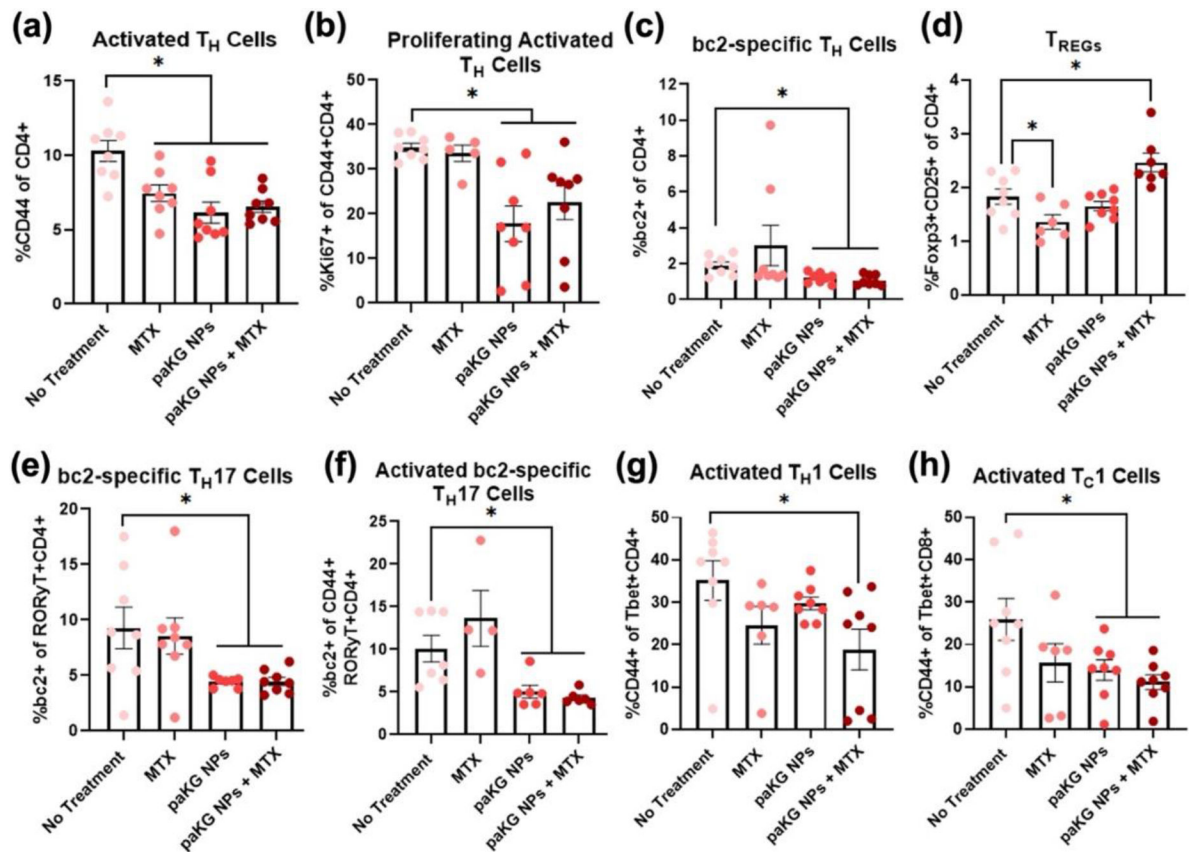 (a)
Activated TH Cells
*
%CD44 of CD4+
15
10
5
0
No Treatment
MTX
paKG NPs
paKG NPs + MTX
(b)
Proliferating Activated
TH Cells
*
%Ki67+ of CD44+CD4+
50
40
30
20
10
0
No Treatment
MTX
paKG NPs
paKG NPs + MTX
(c)
bc2-specific TH Cells
*
%bc2+ of CD4+
12
10
8
6
4
2
0
No Treatment
MTX
paKG NPs
paKG NPs + MTX
(d)
TREGs
*
*
%Foxp3+CD25+ of CD4+
4
3
2
1
0
No Treatment
MTX
paKG NPs
paKG NPs + MTX
(e)
bc2-specific TH17 Cells
*
%bc2+ of RORyT+CD4+
20
15
10
5
0
No Treatment
MTX
paKG NPs
paKG NPs + MTX
(f)
Activated bc2-specific
TH17 Cells
*
%bc2+ of CD44+
RORyT+CD4+
25
20
15
10
5
0
No Treatment
MTX
paKG NPs
paKG NPs + MTX
(g)
Activated TH1 Cells
*
%CD44+ of Tbet+CD4+
50
40
30
20
10
0
No Treatment
MTX
paKG NPs
paKG NPs + MTX
(h)
Activated TC1 Cells
*
%CD44+ of Tbet+CD8+
50
40
30
20
10
0
No Treatment
MTX
paKG NPs
paKG NPs + MTX